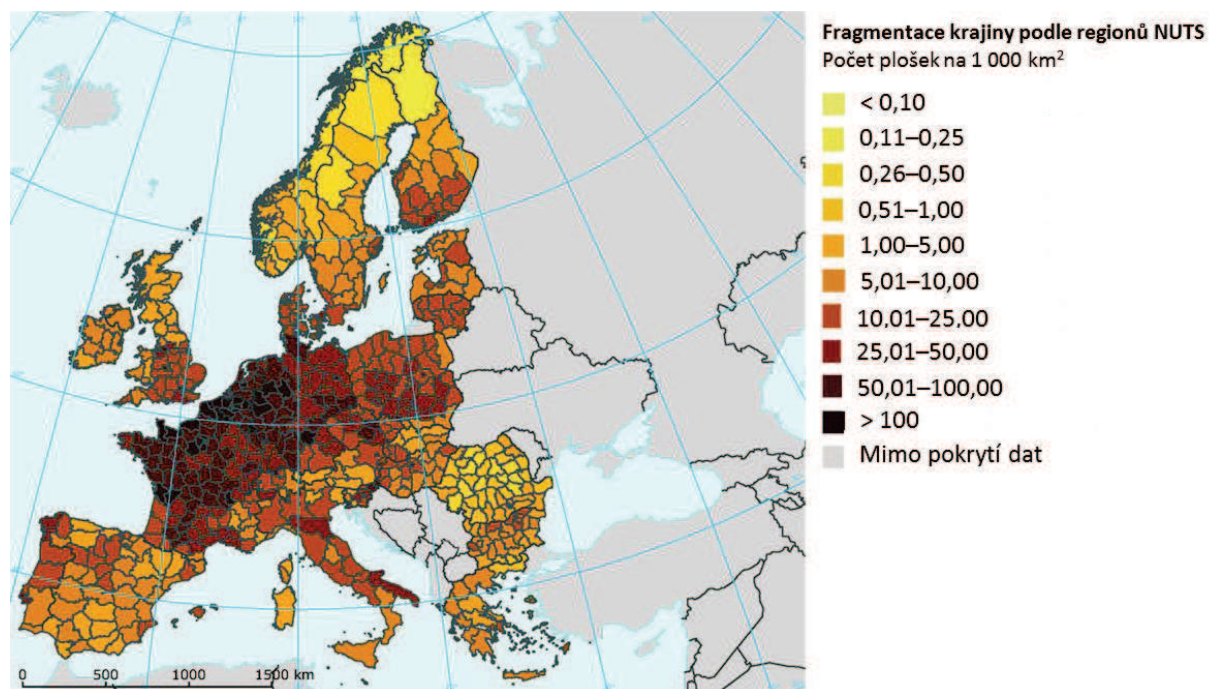 Fragmentace krajiny podle regionů NUTS
Počet plošek na 1 000 km²
< 0,10
0,11–0,25
0,26–0,50
0,51–1,00
1,00–5,00
5,01–10,00
10,01–25,00
25,01–50,00
50,01–100,00
> 100
Mimo pokrytí dat
0 500 1000 1500 km